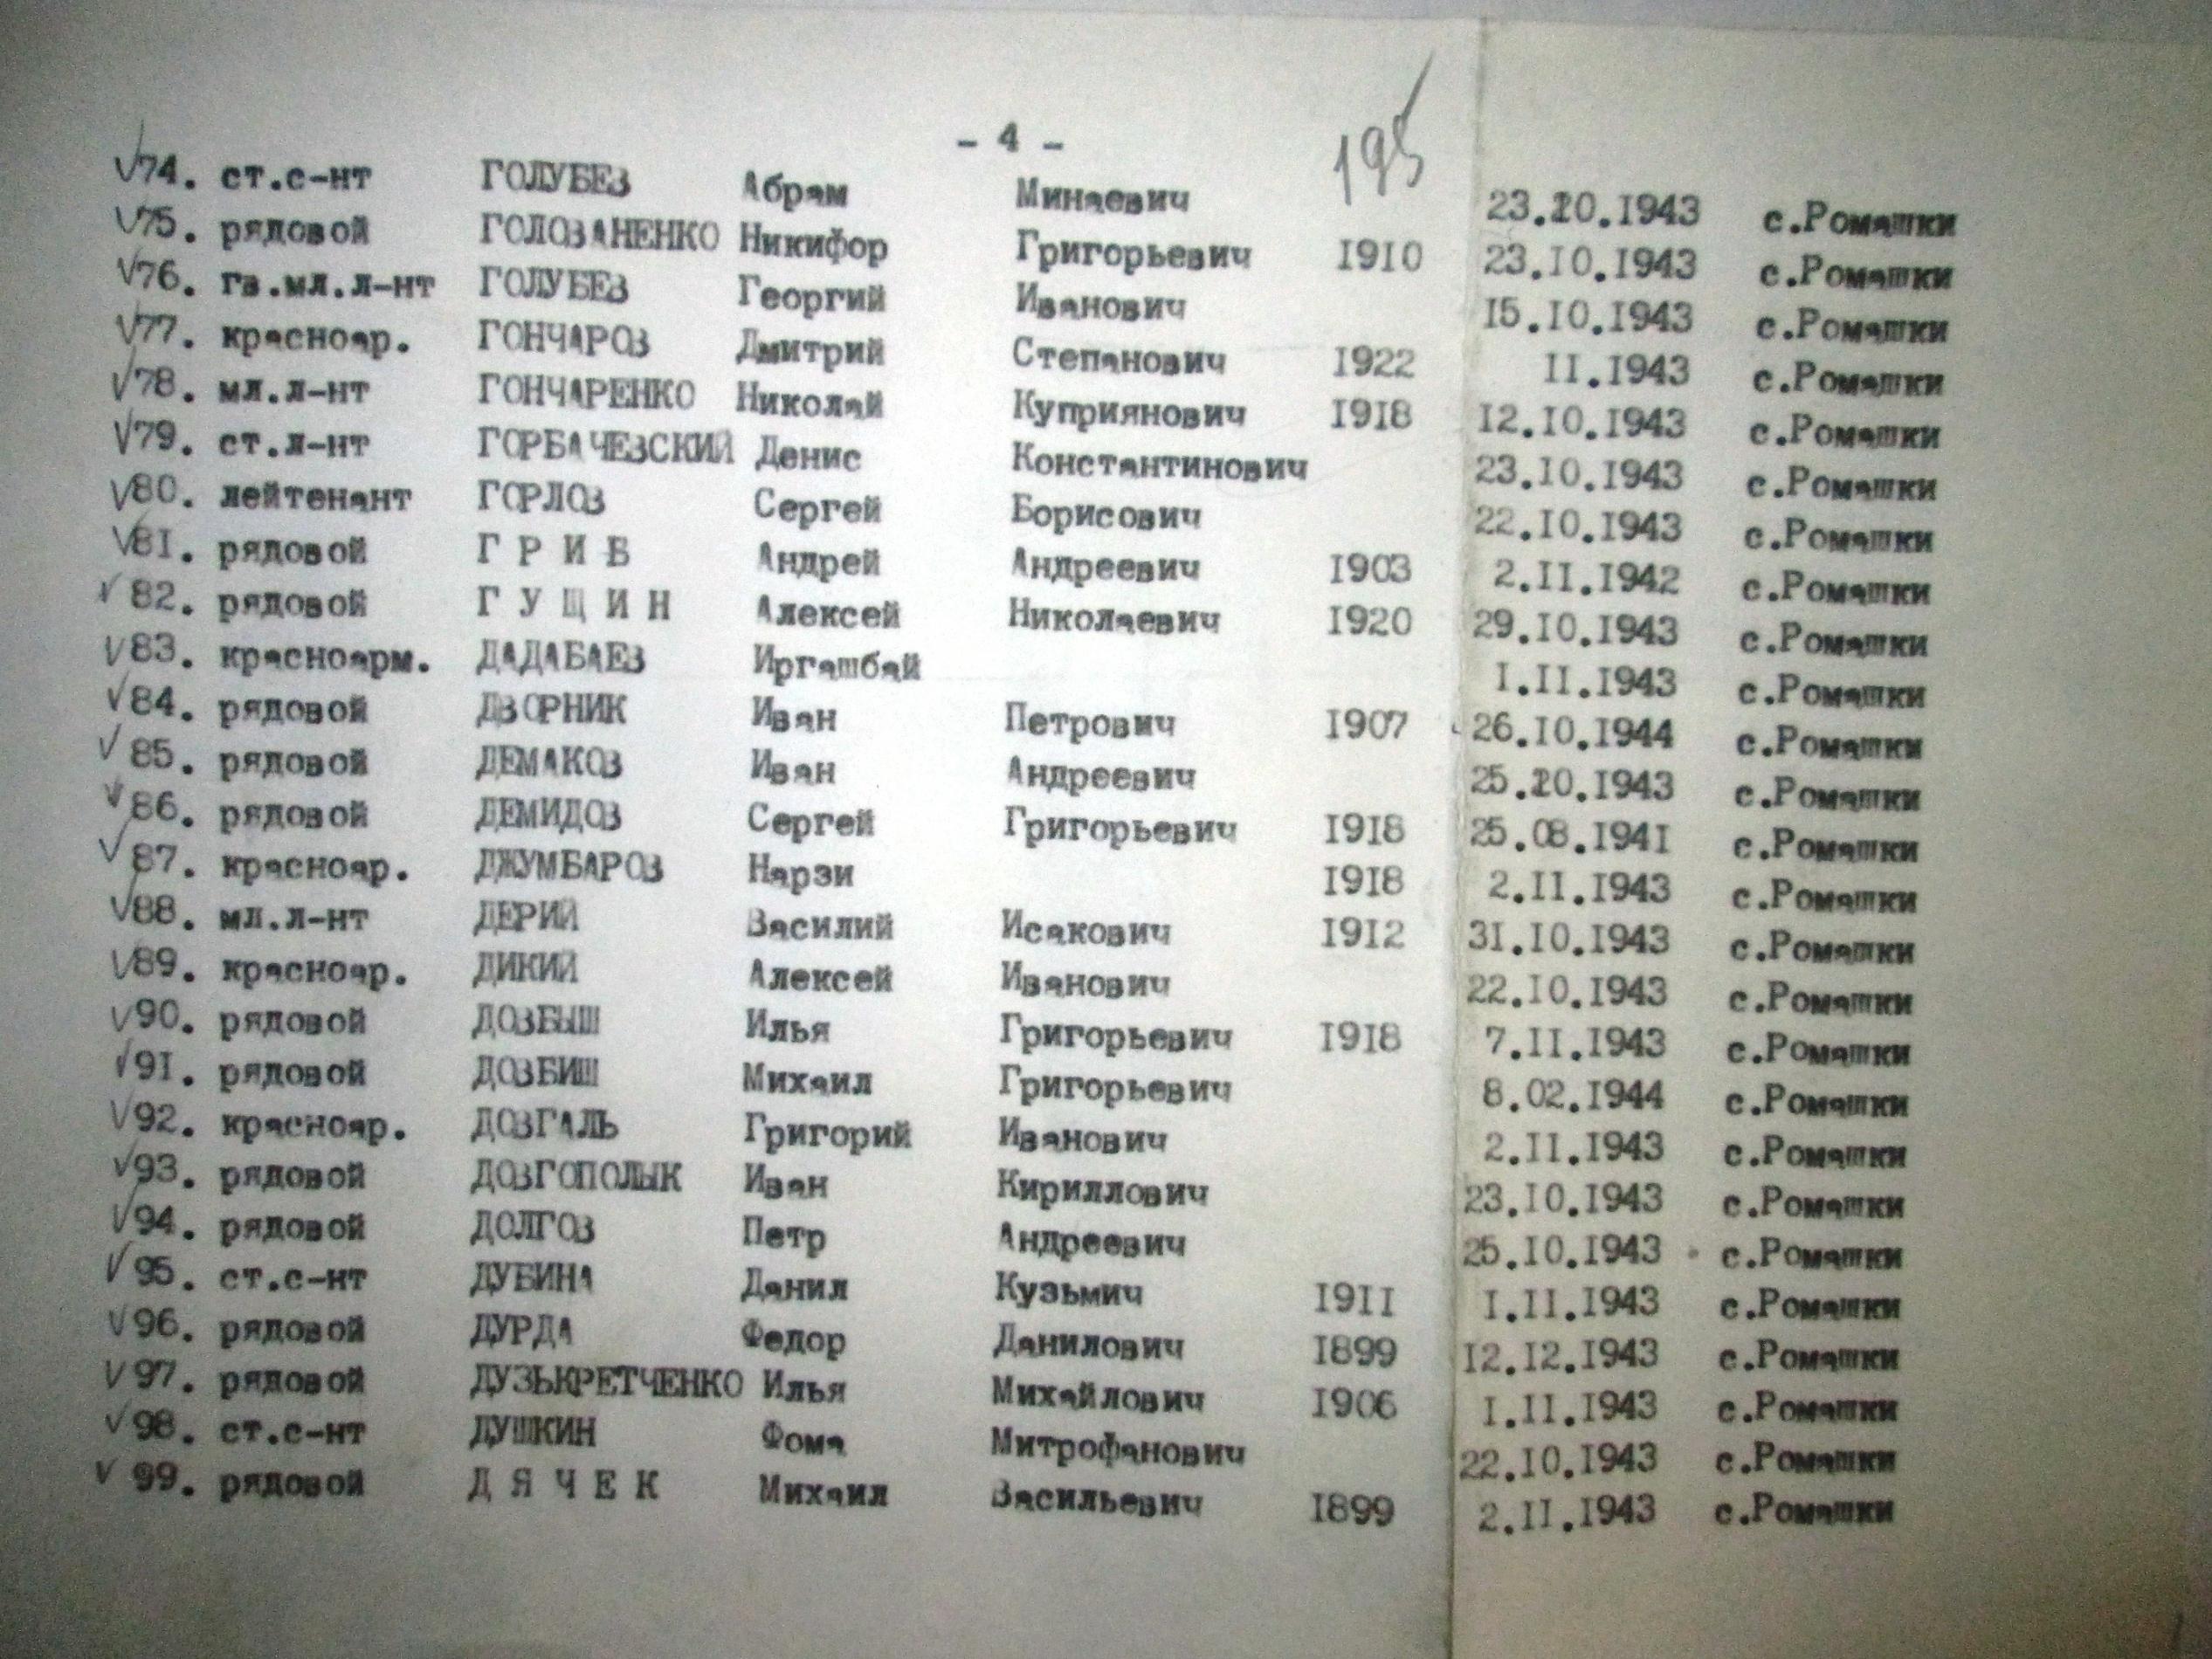 - 4 -
195
74. ст.с-нт ГОЛУБЕВ Абрам Минаевич 23.10.1943 с.Ромашки
75. рядовой ГОЛОВАНЕНКО Никифор Григорьевич 1910 23.10.1943 с.Ромашки
76. гв.мл.л-нт ГОЛУБЕВ Георгий Иванович 15.10.1943 с.Ромашки
77. красноар. ГОНЧАРОВ Дмитрий Степанович 1922 11.1943 с.Ромашки
78. мл.л-нт ГОНЧАРЕНКО Николай Куприянович 1918 12.10.1943 с.Ромашки
79. ст.л-нт ГОРБАЧЕВСКИЙ Денис Константинович 23.10.1943 с.Ромашки
80. лейтенант ГОРЛОВ Сергей Борисович 22.10.1943 с.Ромашки
81. рядовой Г Р И Б Андрей Андреевич 1903 2.11.1942 с.Ромашки
82. рядовой Г У Щ И Н Алексей Николаевич 1920 29.10.1943 с.Ромашки
83. красноарм. ДАДАБАЕВ Иргашбай 1.11.1943 с.Ромашки
84. рядовой ДВОРНИК Иван Петрович 1907 26.10.1944 с.Ромашки
85. рядовой ДЕМАКОВ Иван Андреевич 25.10.1943 с.Ромашки
86. рядовой ДЕМИДОВ Сергей Григорьевич 1918 25.08.1941 с.Ромашки
87. красноар. ДЖУМБАРОВ Нарзи 1918 2.11.1943 с.Ромашки
88. мл.л-нт ДЕРИЙ Василий Исакович 1912 31.10.1943 с.Ромашки
89. красноар. ДИКИЙ Алексей Иванович 22.10.1943 с.Ромашки
90. рядовой ДОВБЫШ Илья Григорьевич 1918 7.11.1943 с.Ромашки
91. рядовой ДОВБИШ Михаил Григорьевич 8.02.1944 с.Ромашки
92. красноар. ДОВГАЛЬ Григорий Иванович 2.11.1943 с.Ромашки
93. рядовой ДОВГОПОЛЫК Иван Кириллович 23.10.1943 с.Ромашки
94. рядовой ДОЛГОВ Петр Андреевич 25.10.1943 с.Ромашки
95. ст.с-нт ДУБИНА Данил Кузьмич 1911 1.11.1943 с.Ромашки
96. рядовой ДУРДА Федор Данилович 1899 12.12.1943 с.Ромашки
97. рядовой ДУЗЬКРЕТЧЕНКО Илья Михайлович 1906 1.11.1943 с.Ромашки
98. ст.с-нт ДУШКИН Фома Митрофанович 22.10.1943 с.Ромашки
99. рядовой Д Я Ч Е К Михаил Васильевич 1899 2.11.1943 с.Ромашки